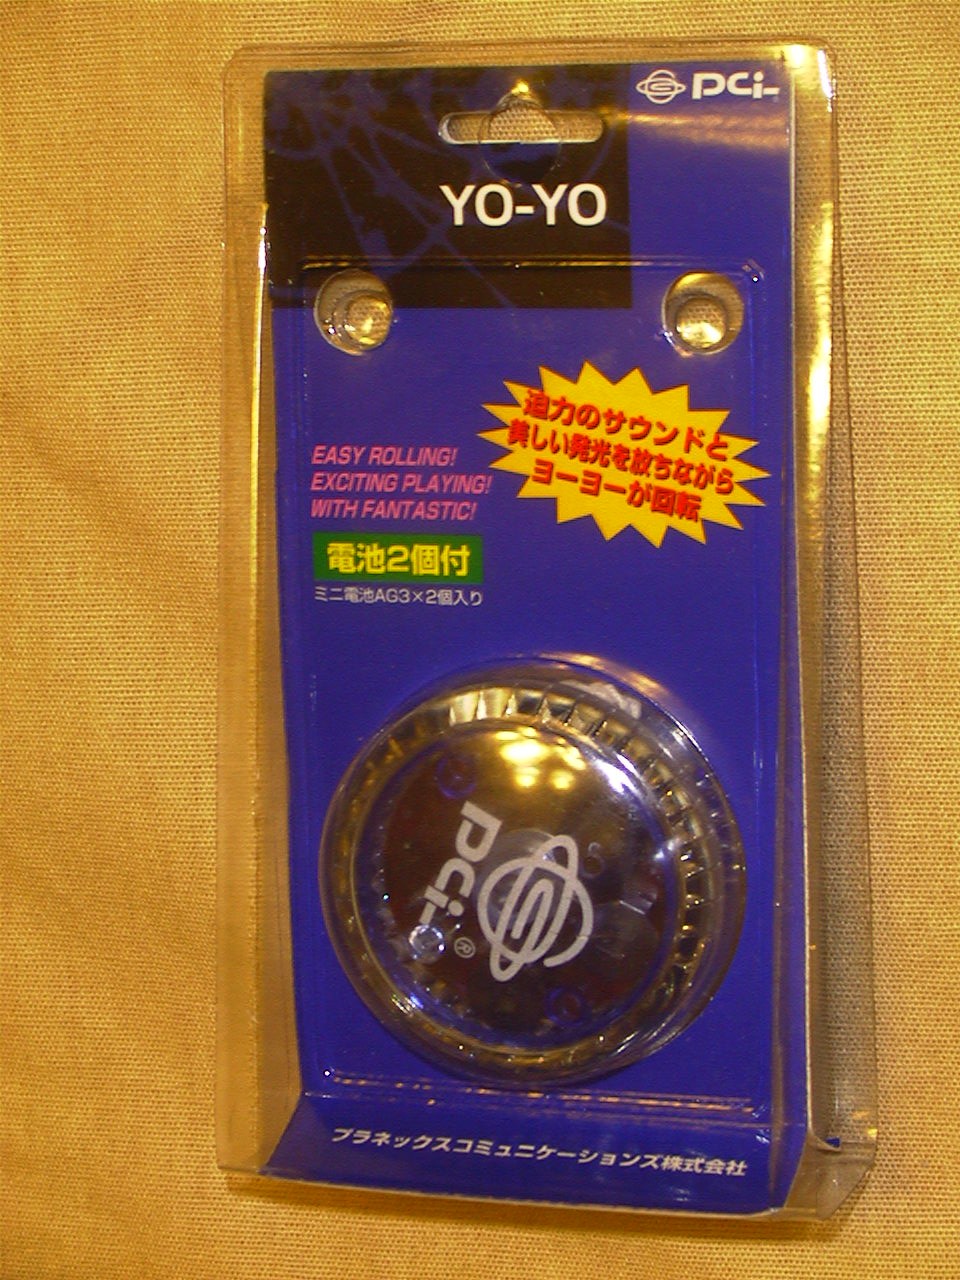 PCi
YO-YO
迫力のサウンドと
美しい発光を放ちながら
ヨーヨーが回転
EASY ROLLING!
EXCITING PLAYING!
WITH FANTASTIC!
電池2個付
ミニ電池AG3×2個入り
PCi ®
プラネックスコミュニケーションズ株式会社